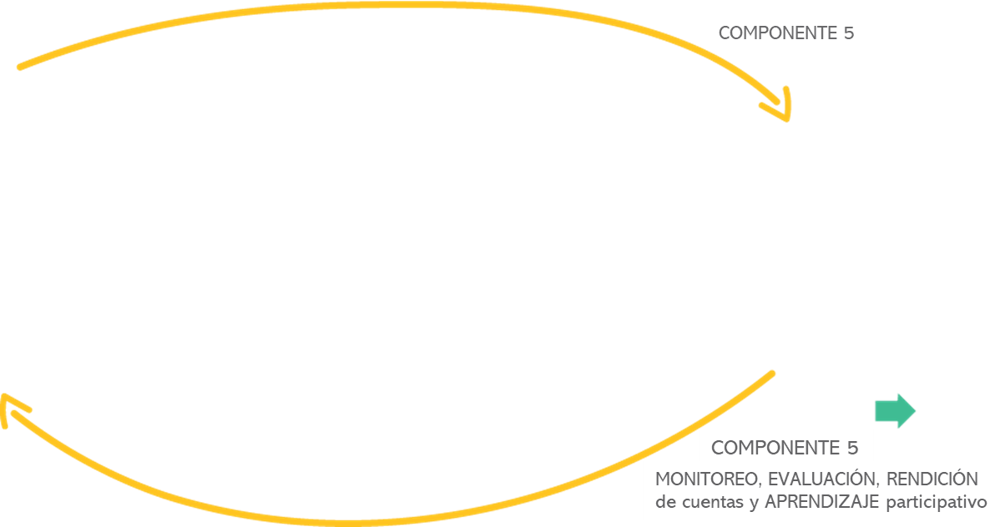 COMPONENTE 5
COMPONENTE 5
MONITOREO, EVALUACIÓN, RENDICIÓN
de cuentas y APRENDIZAJE participativo